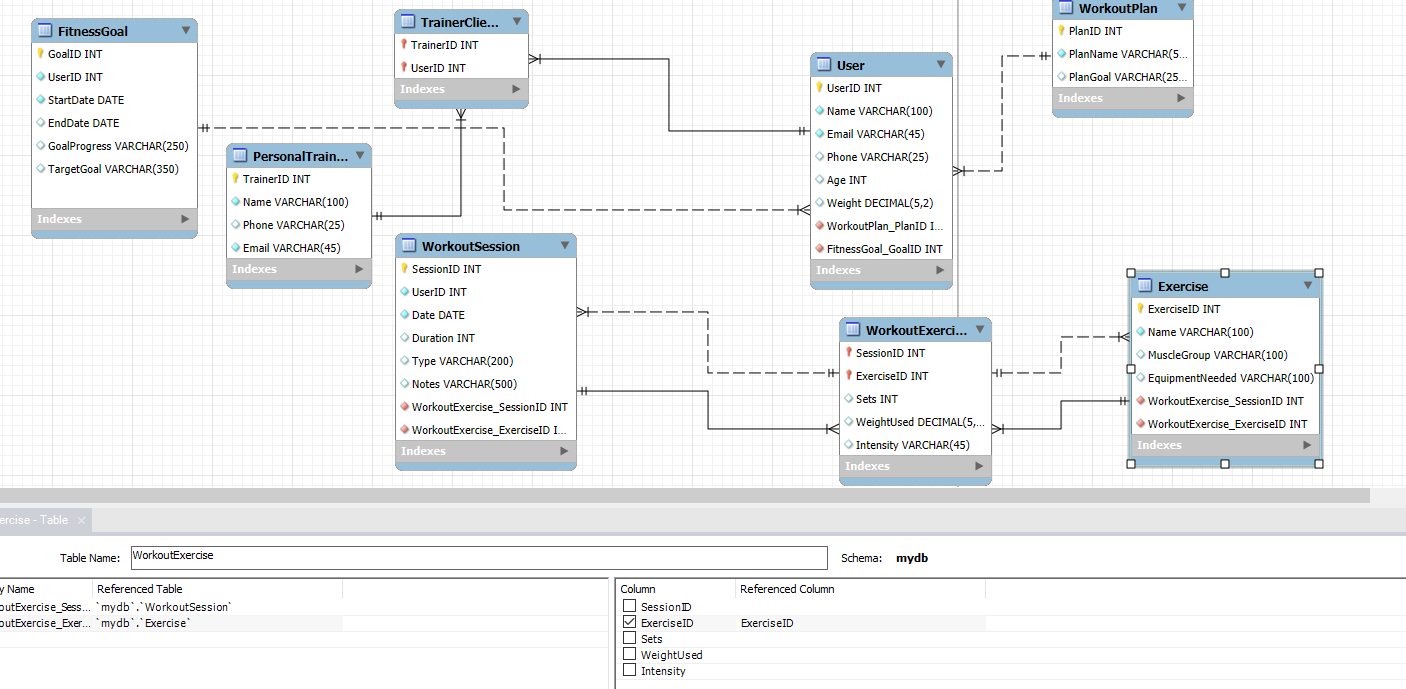 FitnessGoal
GoalID INT
UserID INT
StartDate DATE
EndDate DATE
GoalProgress VARCHAR(250)
TargetGoal VARCHAR(350)
Indexes
TrainerClie...
TrainerID INT
UserID INT
Indexes
PersonalTrain...
TrainerID INT
Name VARCHAR(100)
Phone VARCHAR(25)
Email VARCHAR(45)
Indexes
WorkoutSession
SessionID INT
UserID INT
Date DATE
Duration INT
Type VARCHAR(200)
Notes VARCHAR(500)
WorkoutExercise_SessionID INT
WorkoutExercise_ExerciseID I...
Indexes
User
UserID INT
Name VARCHAR(100)
Email VARCHAR(45)
Phone VARCHAR(25)
Age INT
Weight DECIMAL(5,2)
WorkoutPlan_PlanID I...
FitnessGoal_GoalID INT
Indexes
WorkoutPlan
PlanID INT
PlanName VARCHAR(5...
PlanGoal VARCHAR(25...
Indexes
WorkoutExerci...
SessionID INT
ExerciseID INT
Sets INT
WeightUsed DECIMAL(5,...
Intensity VARCHAR(45)
Indexes
Exercise
ExerciseID INT
Name VARCHAR(100)
MuscleGroup VARCHAR(100)
EquipmentNeeded VARCHAR(100)
WorkoutExercise_SessionID INT
WorkoutExercise_ExerciseID INT
Indexes
ercise - Table ×
Table Name: WorkoutExercise Schema: mydb
y Name Referenced Table
outExercise_Sess... `mydb`.`WorkoutSession`
outExercise_Exer... `mydb`.`Exercise`
Column Referenced Column
SessionID
ExerciseID ExerciseID
Sets
WeightUsed
Intensity